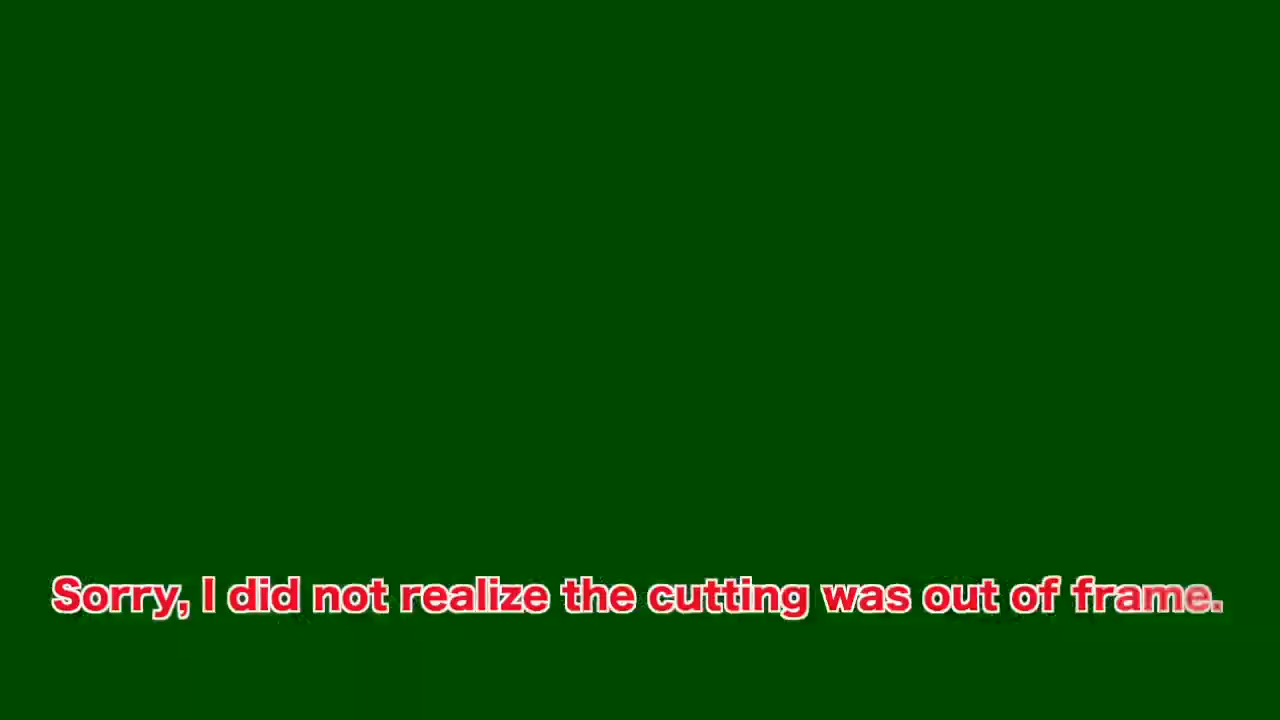 Sorry, I did not realize the cutting was out of frame.